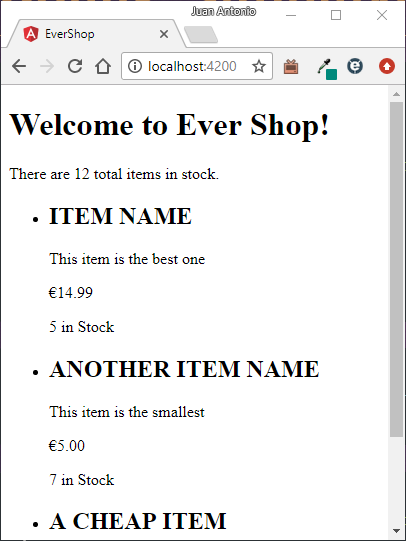 Juan Antonio
EverShop
localhost:4200
Welcome to Ever Shop!
There are 12 total items in stock.
ITEM NAME
This item is the best one
€14.99
5 in Stock
ANOTHER ITEM NAME
This item is the smallest
€5.00
7 in Stock
A CHEAP ITEM